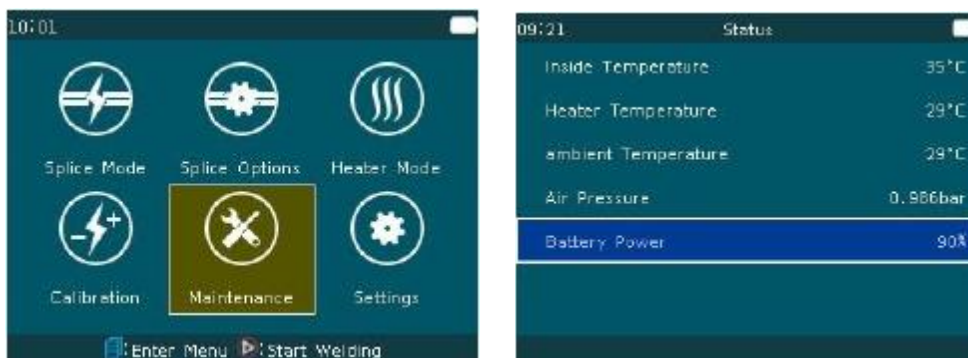 10:01
Splice Mode Splice Options Heater Mode
Calibration Maintenance Settings
:Enter Menu :Start Welding
09:21 Status
Inside Temperature 35°C
Heater Temperature 29°C
ambient Temperature 29°C
Air Pressure 0.986bar
Battery Power 90%